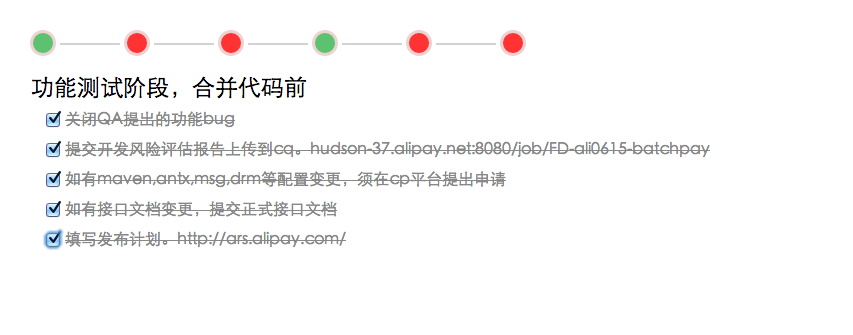 功能测试阶段，合并代码前
关闭QA提出的功能bug
提交开发风险评估报告上传到cq。hudson-37.alipay.net:8080/job/FD-ali0615-batchpay
如有maven,antx,msg,drm等配置变更，须在cp平台提出申请
如有接口文档变更，提交正式接口文档
填写发布计划。http://ars.alipay.com/